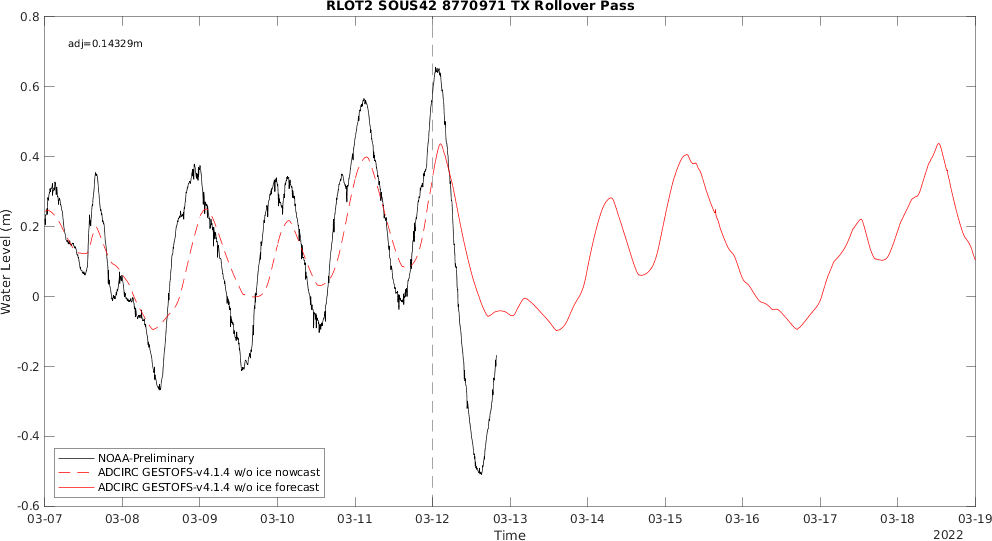 RLOT2 SOUS42 8770971 TX Rollover Pass
adj=0.14329m
Water Level (m)
0.8
0.6
0.4
0.2
0
-0.2
-0.4
-0.6
NOAA-Preliminary
ADCIRC GESTOFS-v4.1.4 w/o ice nowcast
ADCIRC GESTOFS-v4.1.4 w/o ice forecast
03-07 03-08 03-09 03-10 03-11 03-12 03-13 03-14 03-15 03-16 03-17 03-18 03-19
Time
2022